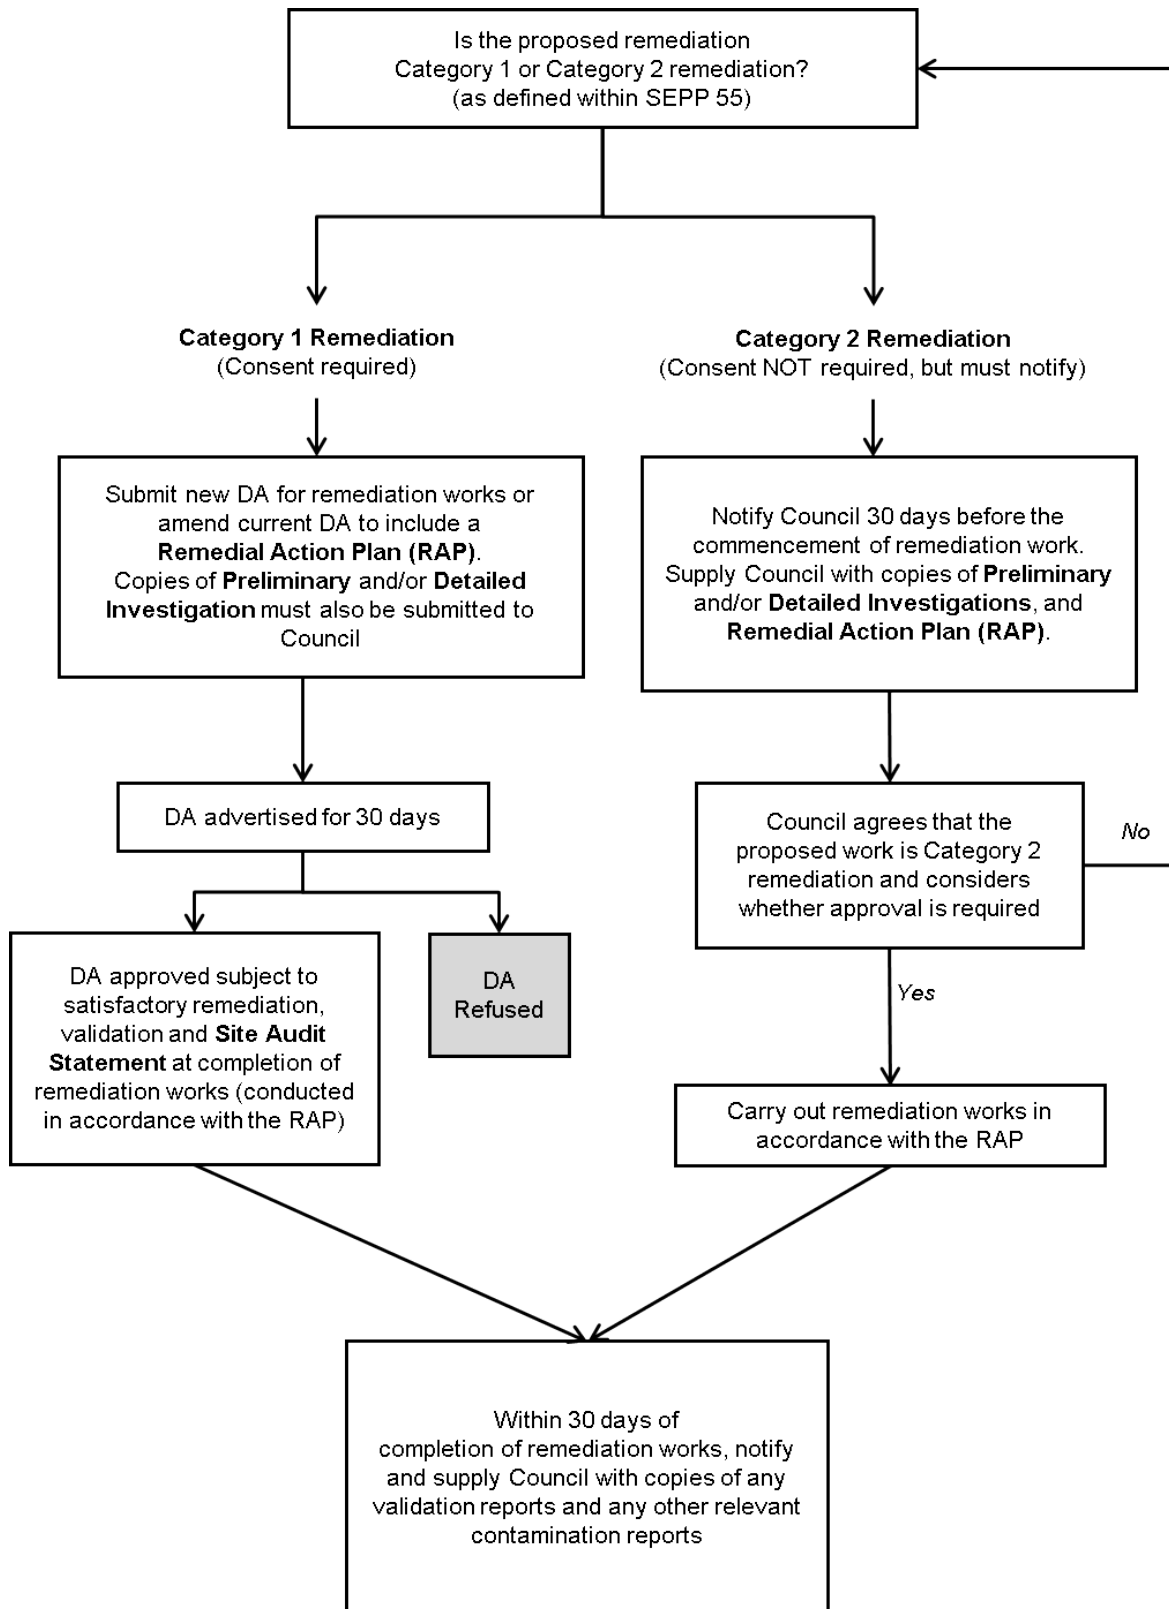 Is the proposed remediation
Category 1 or Category 2 remediation?
(as defined within SEPP 55)
Category 1 Remediation
(Consent required)
Category 2 Remediation
(Consent NOT required, but must notify)
Submit new DA for remediation works or
amend current DA to include a
Remedial Action Plan (RAP).
Copies of Preliminary and/or Detailed
Investigation must also be submitted to
Council
Notify Council 30 days before the
commencement of remediation work.
Supply Council with copies of Preliminary
and/or Detailed Investigations, and
Remedial Action Plan (RAP).
DA advertised for 30 days
Council agrees that the
proposed work is Category 2
remediation and considers
whether approval is required
No
DA approved subject to
satisfactory remediation,
validation and Site Audit
Statement at completion of
remediation works (conducted
in accordance with the RAP)
DA
Refused
Yes
Carry out remediation works in
accordance with the RAP
Within 30 days of
completion of remediation works, notify
and supply Council with copies of any
validation reports and any other relevant
contamination reports